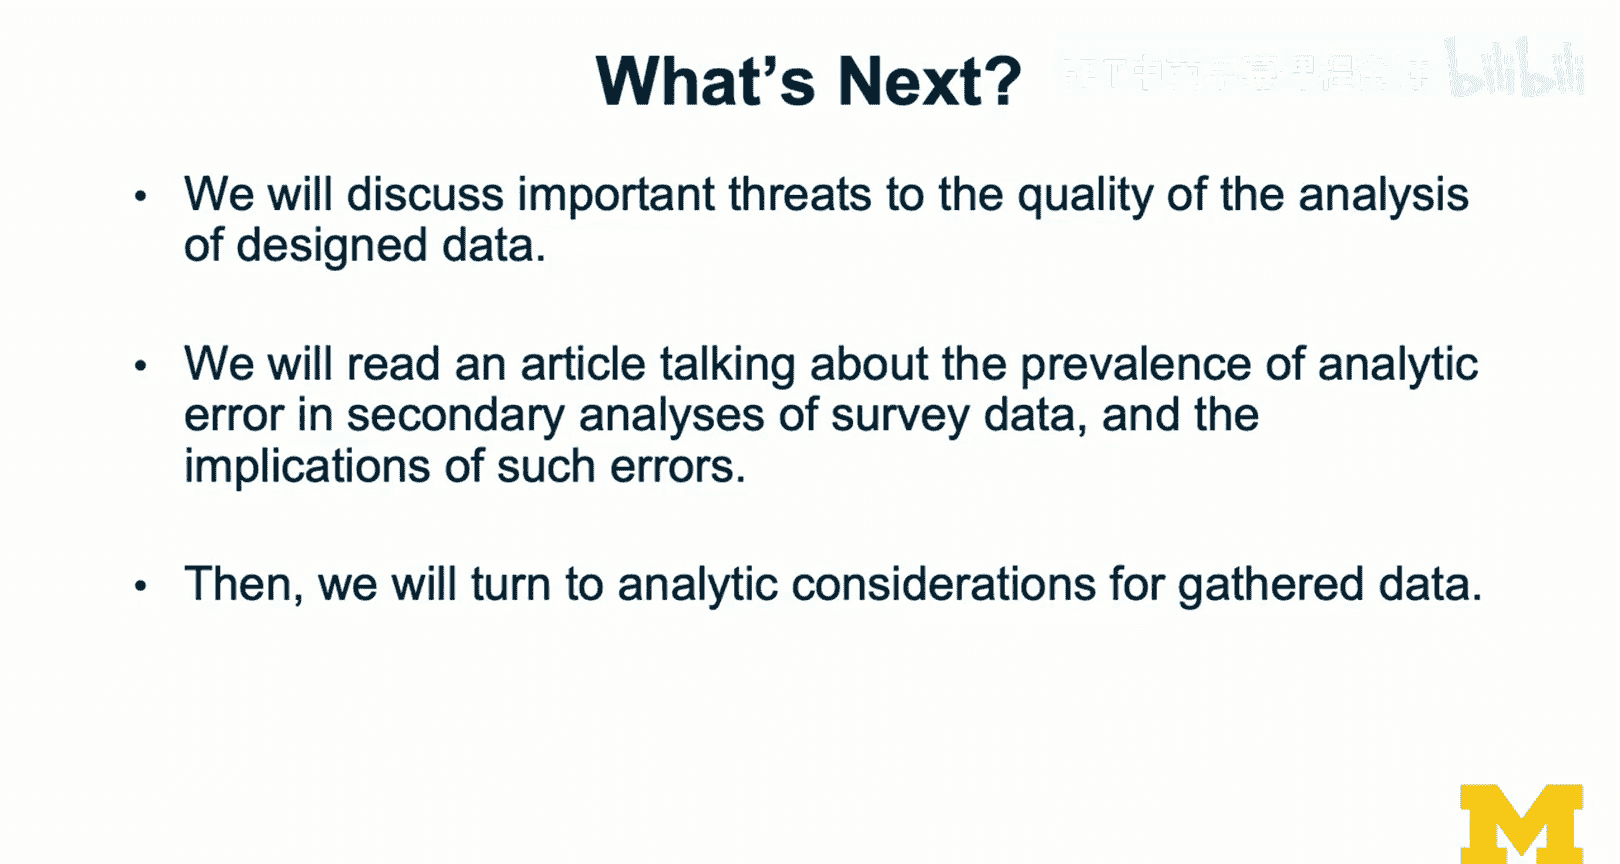 What's Next?
bilibili
• We will discuss important threats to the quality of the analysis
of designed data.
• We will read an article talking about the prevalence of analytic
error in secondary analyses of survey data, and the
implications of such errors.
• Then, we will turn to analytic considerations for gathered data.
M